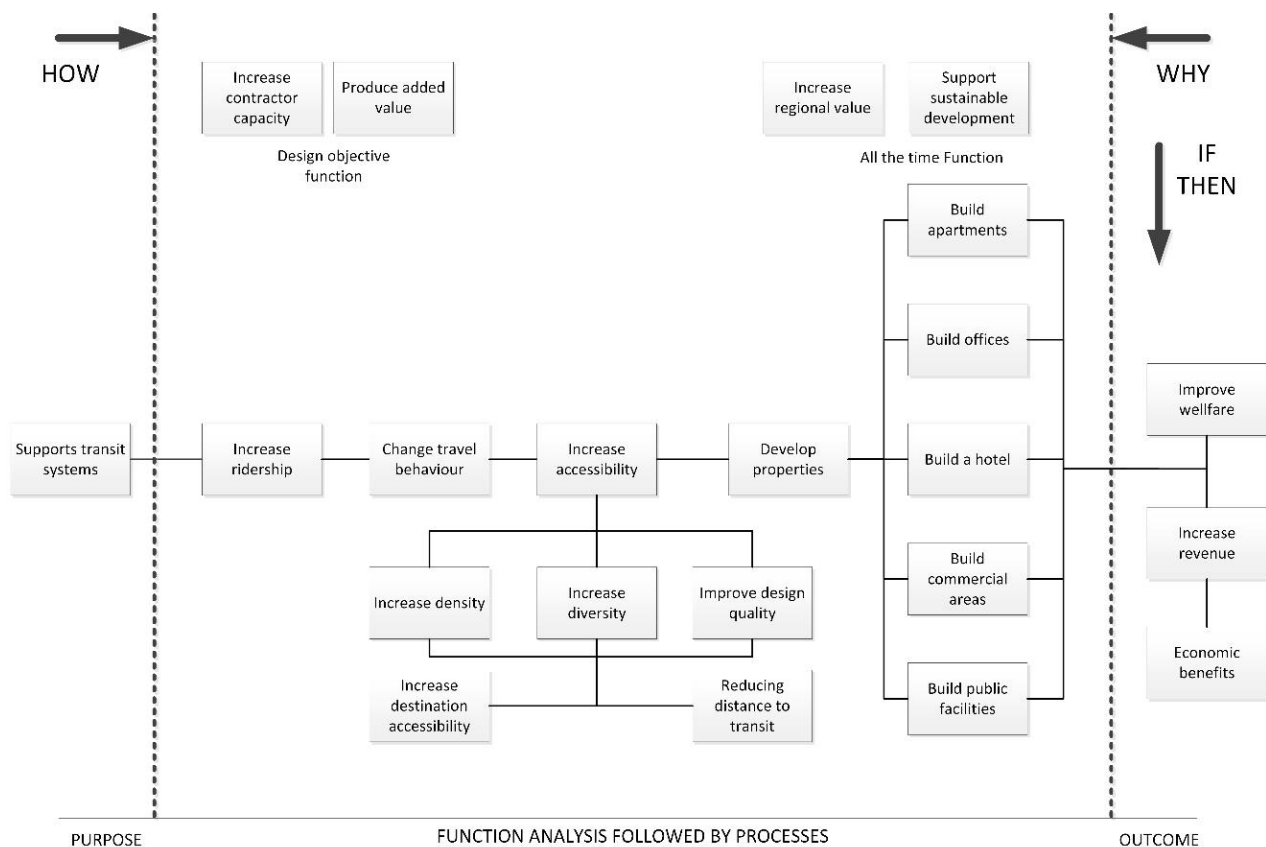 HOW
Increase
contractor
capacity
Produce added
value
Design objective
function
Increase
regional value
Support
sustainable
development
All the time Function
WHY
IF
THEN
Build
apartments
Build offices
Build a hotel
Build
commercial
areas
Build public
facilities
Supports transit
systems
Increase
ridership
Change travel
behaviour
Increase
accessibility
Develop
properties
Increase density
Increase
diversity
Improve design
quality
Increase
destination
accessibility
Reducing
distance to
transit
Improve
wellfare
Increase
revenue
Economic
benefits
PURPOSE
FUNCTION ANALYSIS FOLLOWED BY PROCESSES
OUTCOME